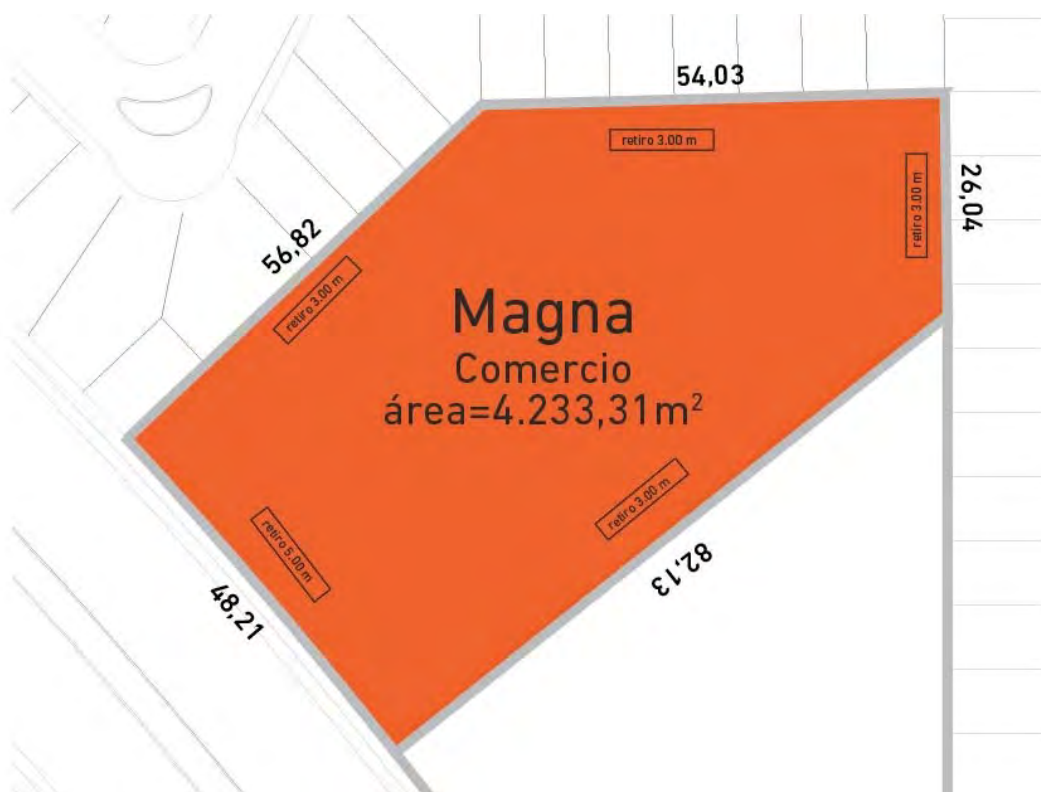 54,03
retiro 3.00 m
retiro 3.00 m
26,04
56,82
retiro 3.00 m
Magna
Comercio
área=4.233,31m²
retiro 3.00 m
retiro 5.00 m
82,13
48,21